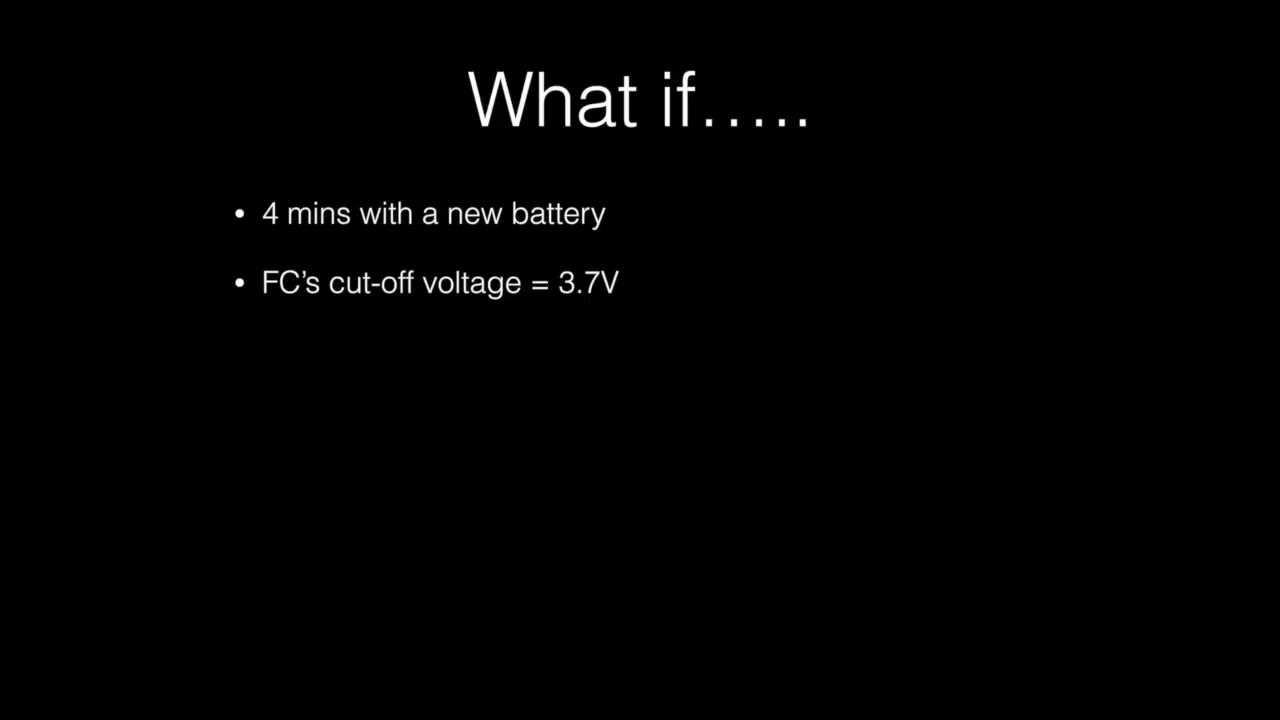 What if.....
• 4 mins with a new battery
• FC’s cut-off voltage = 3.7V